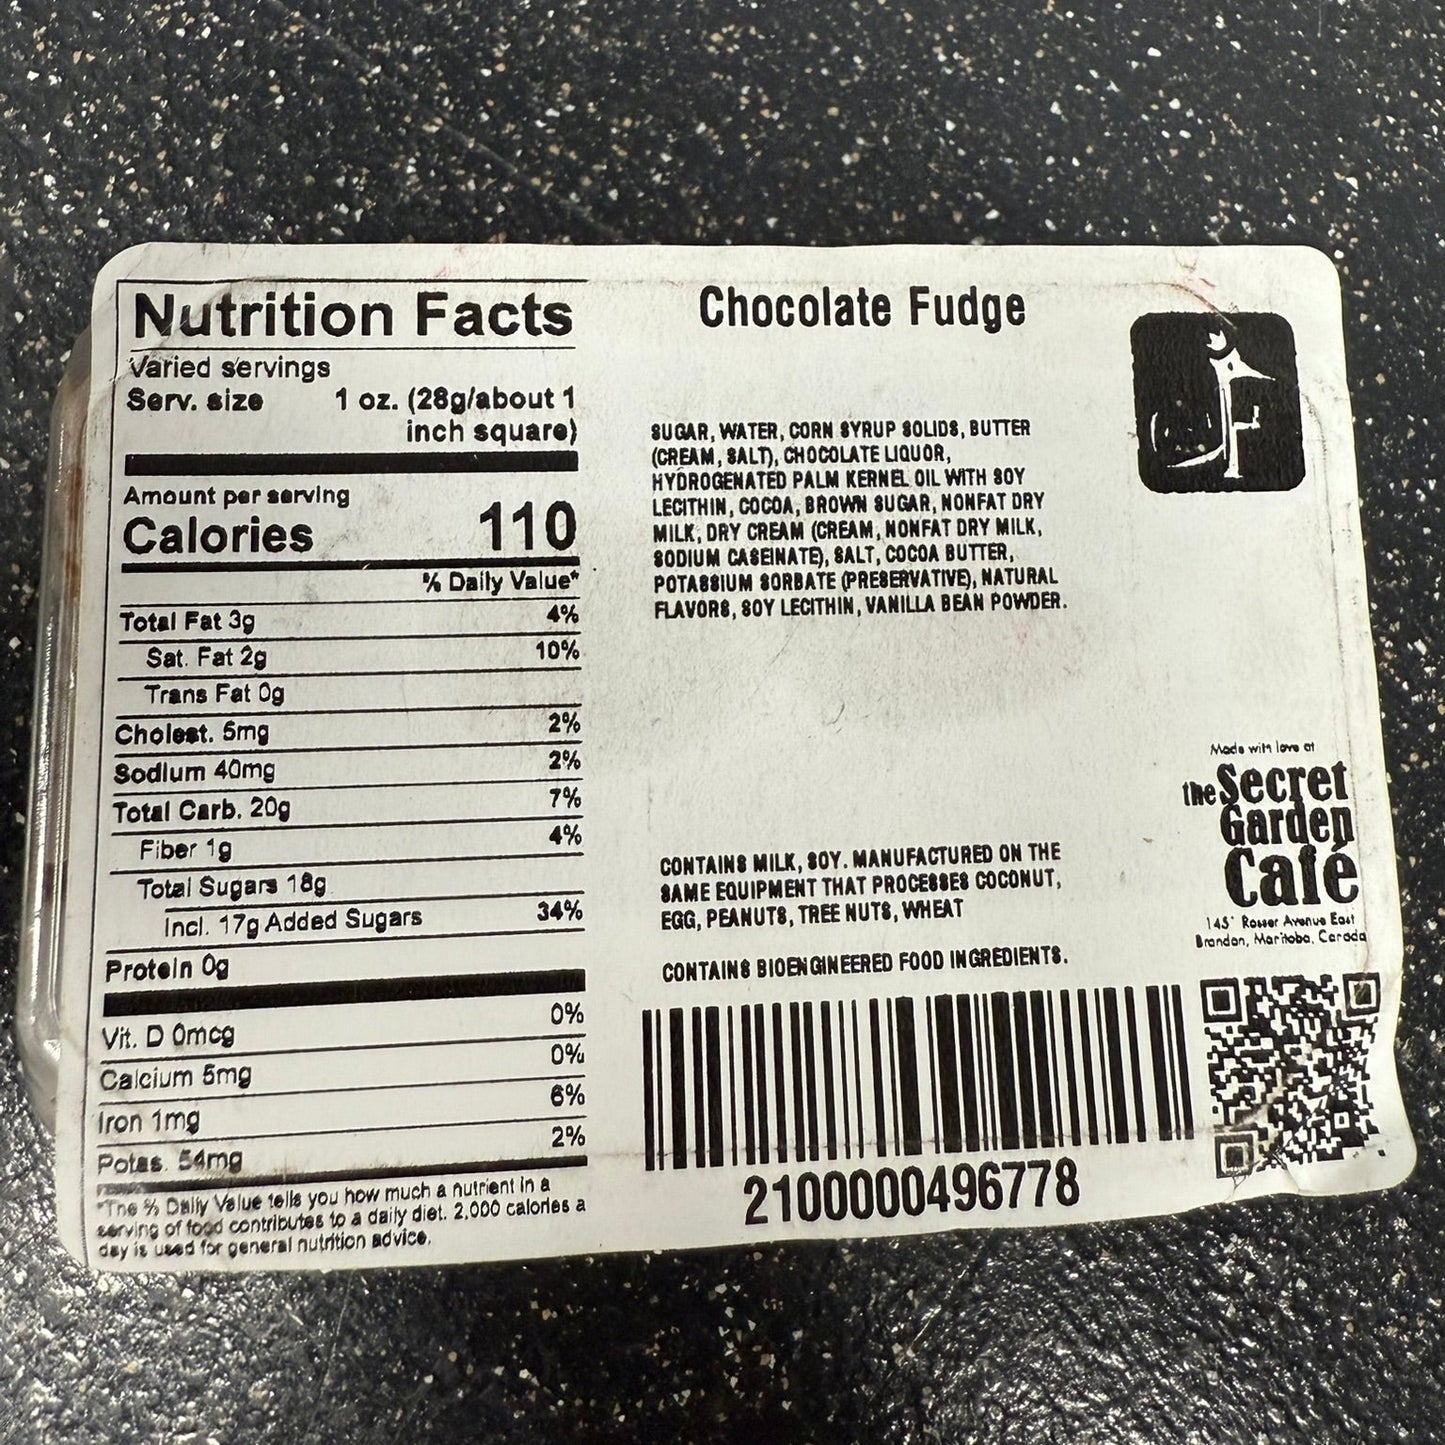 Nutrition Facts
Varied servings
Serv. size 1 oz. (28g/about 1
inch square)
Amount per serving
Calories 110
% Daily Value*
Total Fat 3g 4%
Sat. Fat 2g 10%
Trans Fat 0g
Cholest. 5mg 2%
Sodium 40mg 2%
Total Carb. 20g 7%
Fiber 1g 4%
Total Sugars 18g
Incl. 17g Added Sugars 34%
Protein 0g
Vit. D 0mcg 0%
Calcium 5mg 0%
Iron 1mg 6%
Potas. 54mg 2%
*The % Daily Value tells you how much a nutrient in a
serving of food contributes to a daily diet. 2,000 calories a
day is used for general nutrition advice.
Chocolate Fudge
SUGAR, WATER, CORN SYRUP SOLIDS, BUTTER
(CREAM, SALT), CHOCOLATE LIQUOR,
HYDROGENATED PALM KERNEL OIL WITH SOY
LECITHIN, COCOA, BROWN SUGAR, NONFAT DRY
MILK, DRY CREAM (CREAM, NONFAT DRY MILK,
SODIUM CASEINATE), SALT, COCOA BUTTER,
POTASSIUM SORBATE (PRESERVATIVE), NATURAL
FLAVORS, SOY LECITHIN, VANILLA BEAN POWDER.
CONTAINS MILK, SOY. MANUFACTURED ON THE
SAME EQUIPMENT THAT PROCESSES COCONUT,
EGG, PEANUTS, TREE NUTS, WHEAT
CONTAINS BIOENGINEERED FOOD INGREDIENTS.
2100000496778
Made with love at
the Secret
Garden
Café
Rosser Avenue East
Brandon, Manitoba, Canada